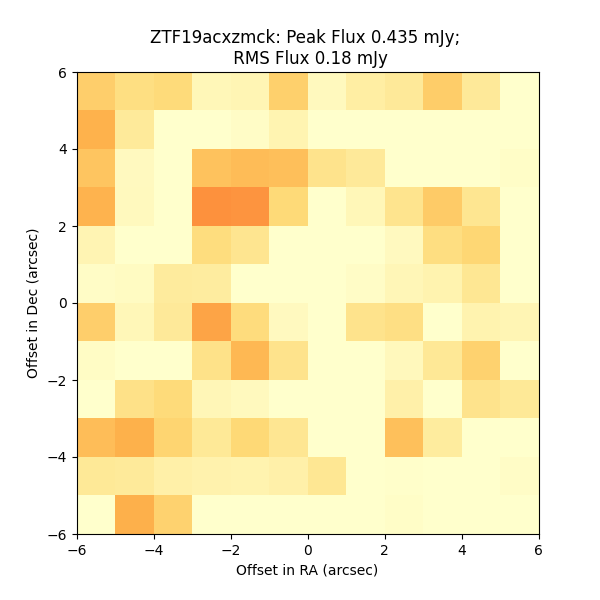 ZTF19acxzmck: Peak Flux 0.435 mJy;
RMS Flux 0.18 mJy
6
4
2
0
−2
−4
−6
Offset in Dec (arcsec)
−6 −4 −2 0 2 4 6
Offset in RA (arcsec)